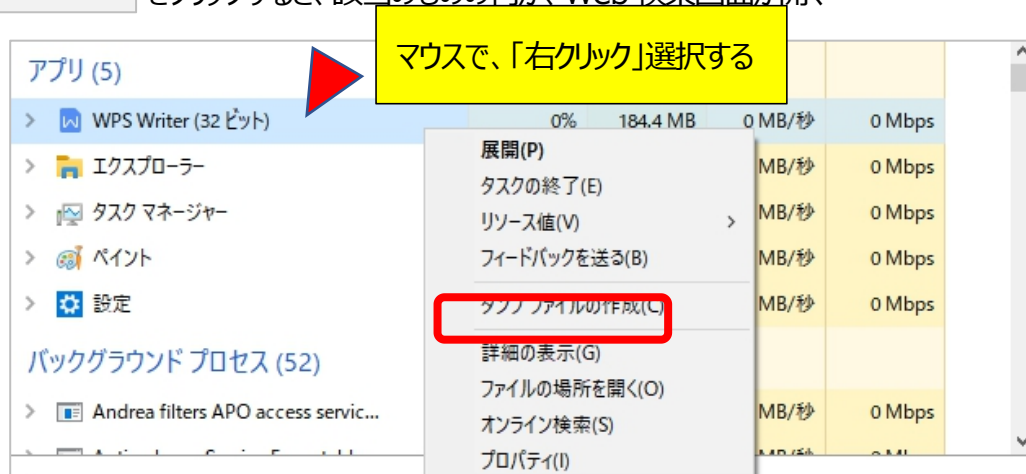 マウスで、「右クリック」選択する
アプリ (5)
WPS Writer (32 ビット) 0% 184.4 MB 0 MB/秒 0 Mbps
展開(P)
エクスプローラー MB/秒 0 Mbps
タスクの終了(E)
タスク マネージャー MB/秒 0 Mbps
リソース値(V)
ペイント MB/秒 0 Mbps
フィードバックを送る(B)
設定 MB/秒 0 Mbps
ダンプ ファイルの作成(C)
バックグラウンド プロセス (52)
詳細の表示(G)
ファイルの場所を開く(O)
Andrea filters APO access servic... MB/秒 0 Mbps
オンライン検索(S)
プロパティ(I)